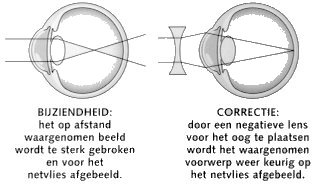 BIJZIENDHEID:
het op afstand
waargenomen beeld
wordt te sterk gebroken
en voor het
netvlies afgebeeld.
CORRECTIE:
door een negatieve lens
voor het oog te plaatsen
wordt het waargenomen
voorwerp weer keurig op
het netvlies afgebeeld.